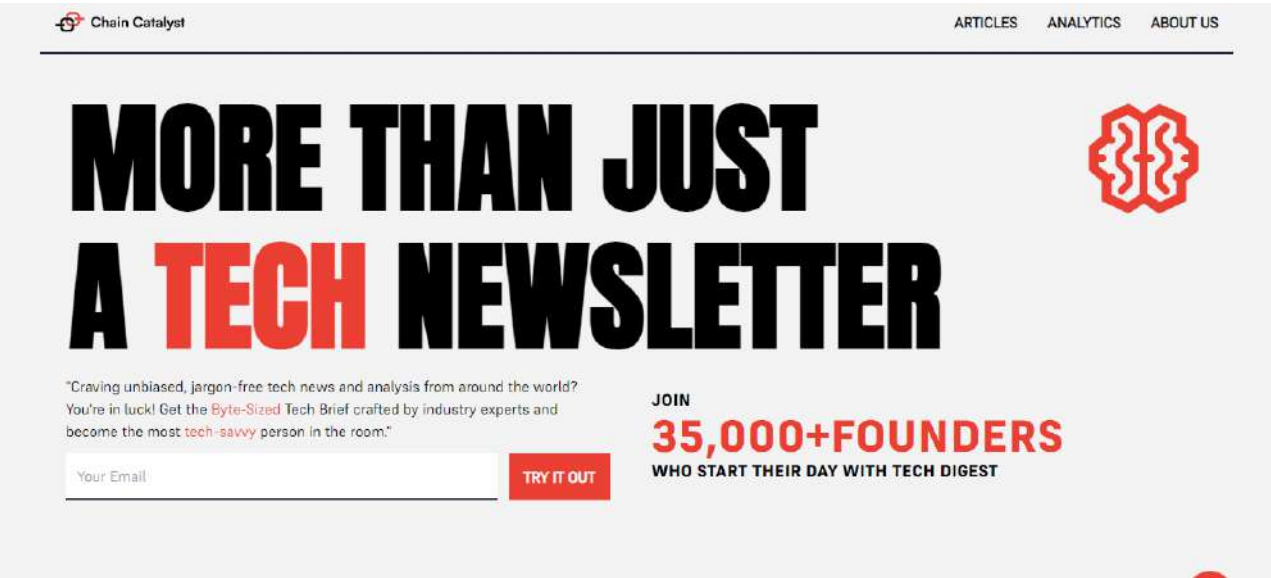 Chain Catalyst
ARTICLES
ANALYTICS
ABOUT US
MORE THAN JUST
A TECH NEWSLETTER
"Craving unbiased, jargon-free tech news and analysis from around the world?
You're in luck! Get the Byte-Sized Tech Brief crafted by industry experts and
become the most tech-savvy person in the room."
Your Email
TRY IT OUT
JOIN
35,000+FOUNDERS
WHO START THEIR DAY WITH TECH DIGEST